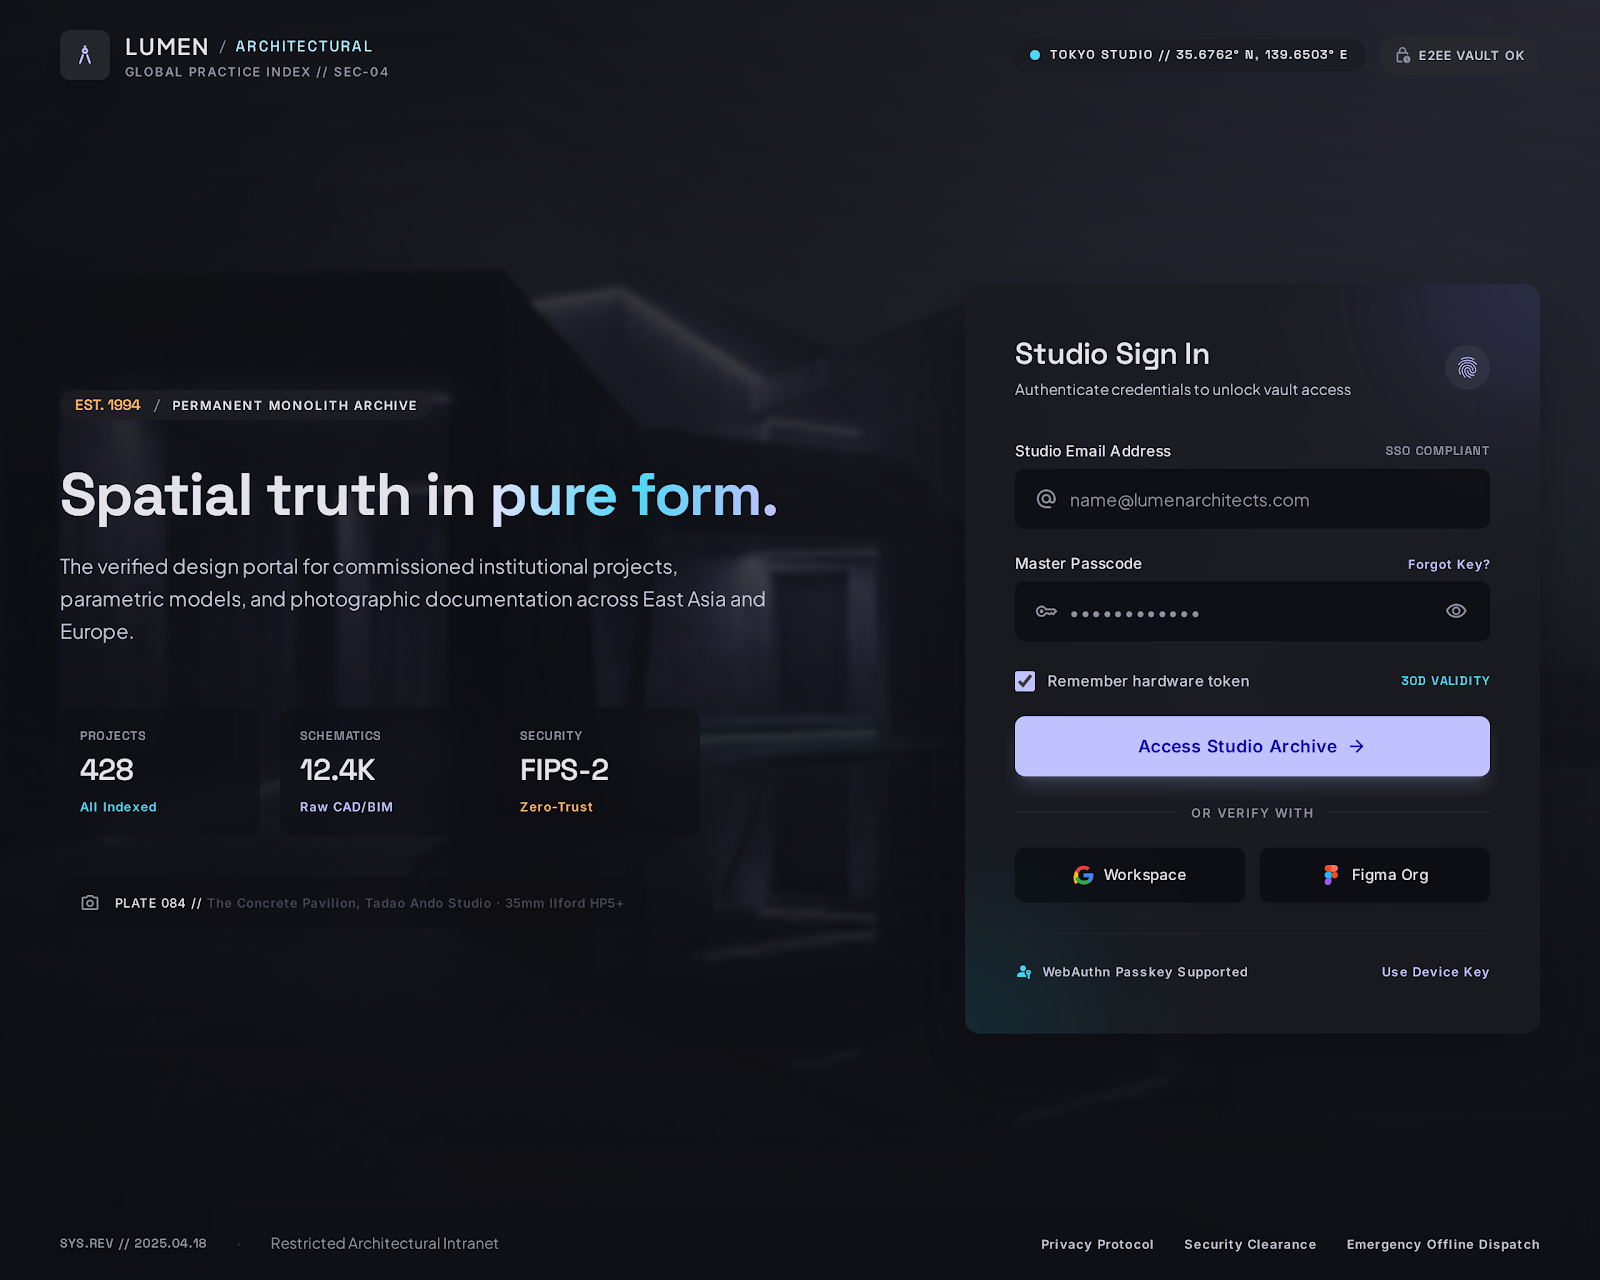 LUMEN / ARCHITECTURAL
GLOBAL PRACTICE INDEX // SEC-04
TOKYO STUDIO // 35.6762° N, 139.6503° E
E2EE VAULT OK
EST. 1994 / PERMANENT MONOLITH ARCHIVE
Spatial truth in pure form.
The verified design portal for commissioned institutional projects,
parametric models, and photographic documentation across East Asia and
Europe.
PROJECTS
428
All Indexed
SCHEMATICS
12.4K
Raw CAD/BIM
SECURITY
FIPS-2
Zero-Trust
PLATE 084 // The Concrete Pavilion, Tadao Ando Studio · 35mm Ilford HP5+
Studio Sign In
Authenticate credentials to unlock vault access
Studio Email Address
SSO COMPLIANT
name@lumenarchitects.com
Master Passcode
Forgot Key?
••••••••••••
Remember hardware token
30D VALIDITY
Access Studio Archive →
OR VERIFY WITH
Workspace
Figma Org
WebAuthn Passkey Supported
Use Device Key
SYS.REV // 2025.04.18 · Restricted Architectural Intranet
Privacy Protocol
Security Clearance
Emergency Offline Dispatch